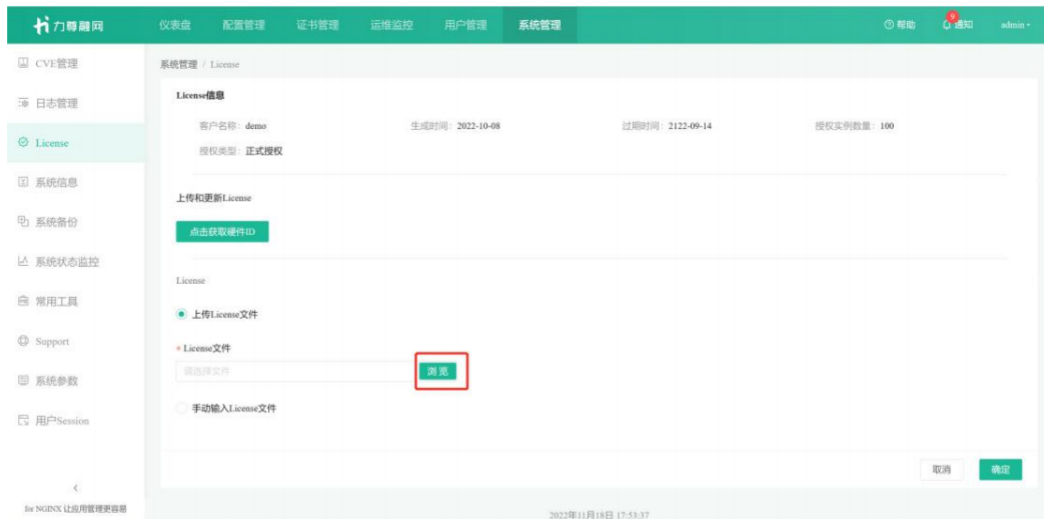 力尊融网
仪表盘 配置管理 证书管理 运维监控 用户管理 系统管理 帮助 9 通知 admin
CVE管理
日志管理
License
系统信息
系统备份
系统状态监控
常用工具
Support
系统参数
用户Session
for NGINX 让应用管理更容易
系统管理 / License
License信息
客户名称: demo 生成时间: 2022-10-08 过期时间: 2122-09-14 授权实例数量: 100
授权类型: 正式授权
上传和更新License
点击获取硬件ID
License
上传License文件
* License文件
请选择文件 浏览
手动输入License文件
取消 确定
2022年11月18日 17:53:37